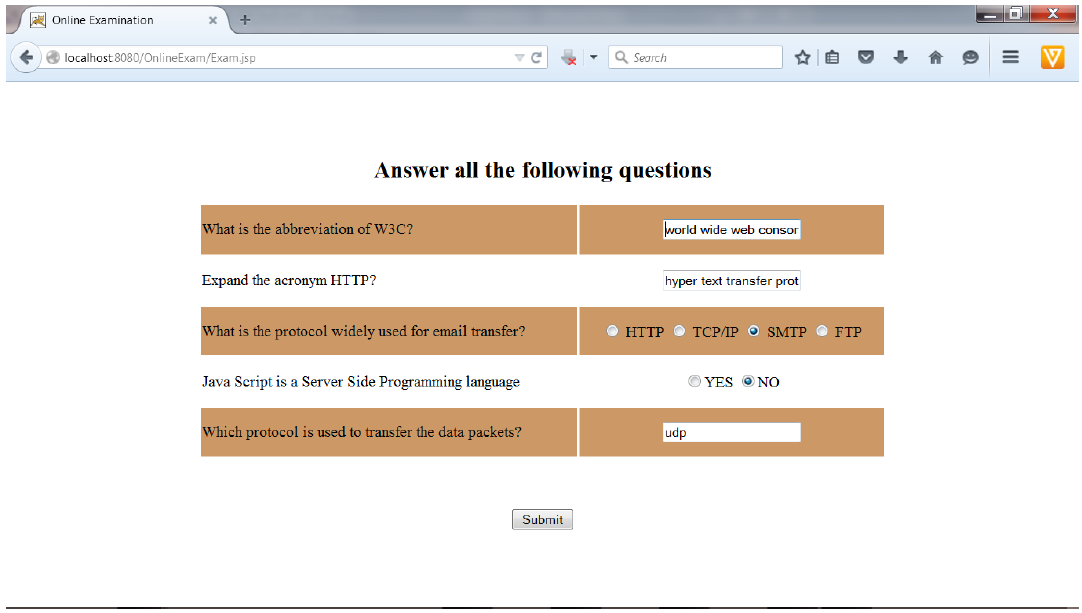 Online Examination
localhost:8080/OnlineExam/Exam.jsp
Search
Answer all the following questions
What is the abbreviation of W3C? world wide web consor
Expand the acronym HTTP? hyper text transfer prot
What is the protocol widely used for email transfer? HTTP TCP/IP SMTP FTP
Java Script is a Server Side Programming language YES NO
Which protocol is used to transfer the data packets? udp
Submit